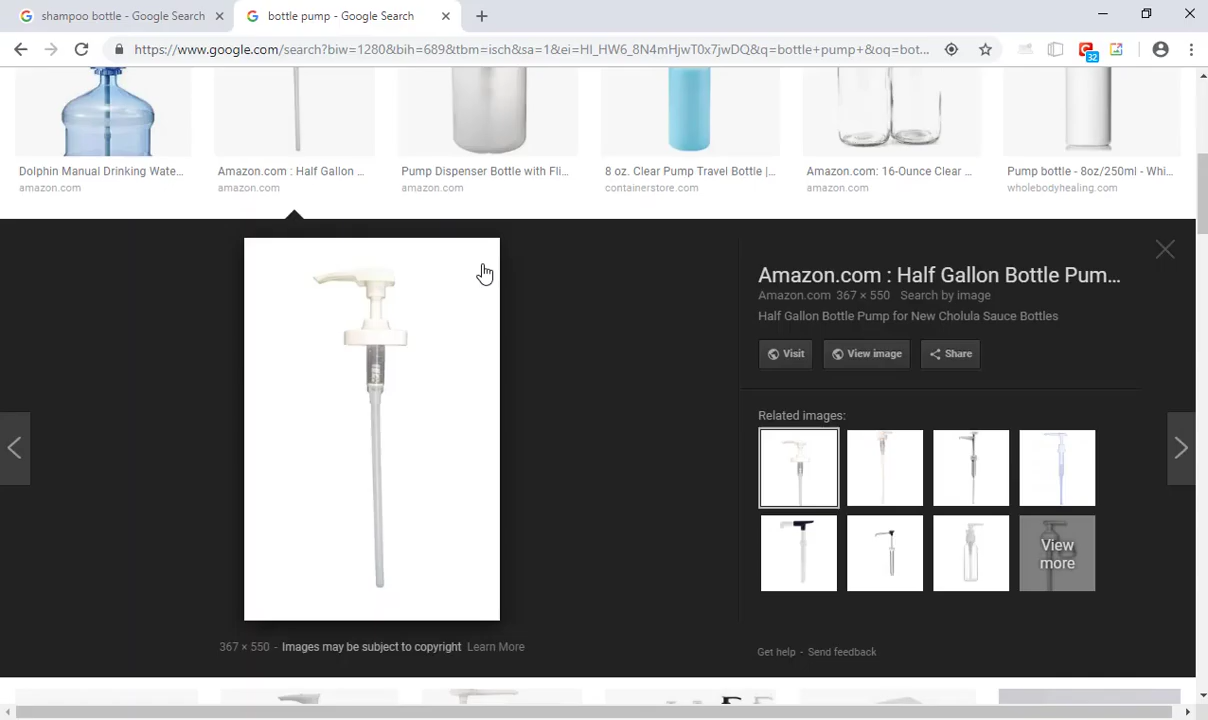 shampoo bottle - Google Search
bottle pump - Google Search
https://www.google.com/search?biw=1280&bih=689&tbm=isch&sa=1&ei=HI_HW6_8N4mHjwT0x7jwDQ&q=bottle+pump+&oq=bot...
32
Dolphin Manual Drinking Wate...
amazon.com
Amazon.com : Half Gallon ...
amazon.com
Pump Dispenser Bottle with Fli...
amazon.com
8 oz. Clear Pump Travel Bottle |...
containerstore.com
Amazon.com: 16-Ounce Clear ...
amazon.com
Pump bottle - 8oz/250ml - Whi...
wholebodyhealing.com
Amazon.com : Half Gallon Bottle Pum...
Amazon.com 367 × 550 Search by image
Half Gallon Bottle Pump for New Cholula Sauce Bottles
Visit
View image
Share
Related images:
View more
367 × 550 - Images may be subject to copyright Learn More
Get help - Send feedback